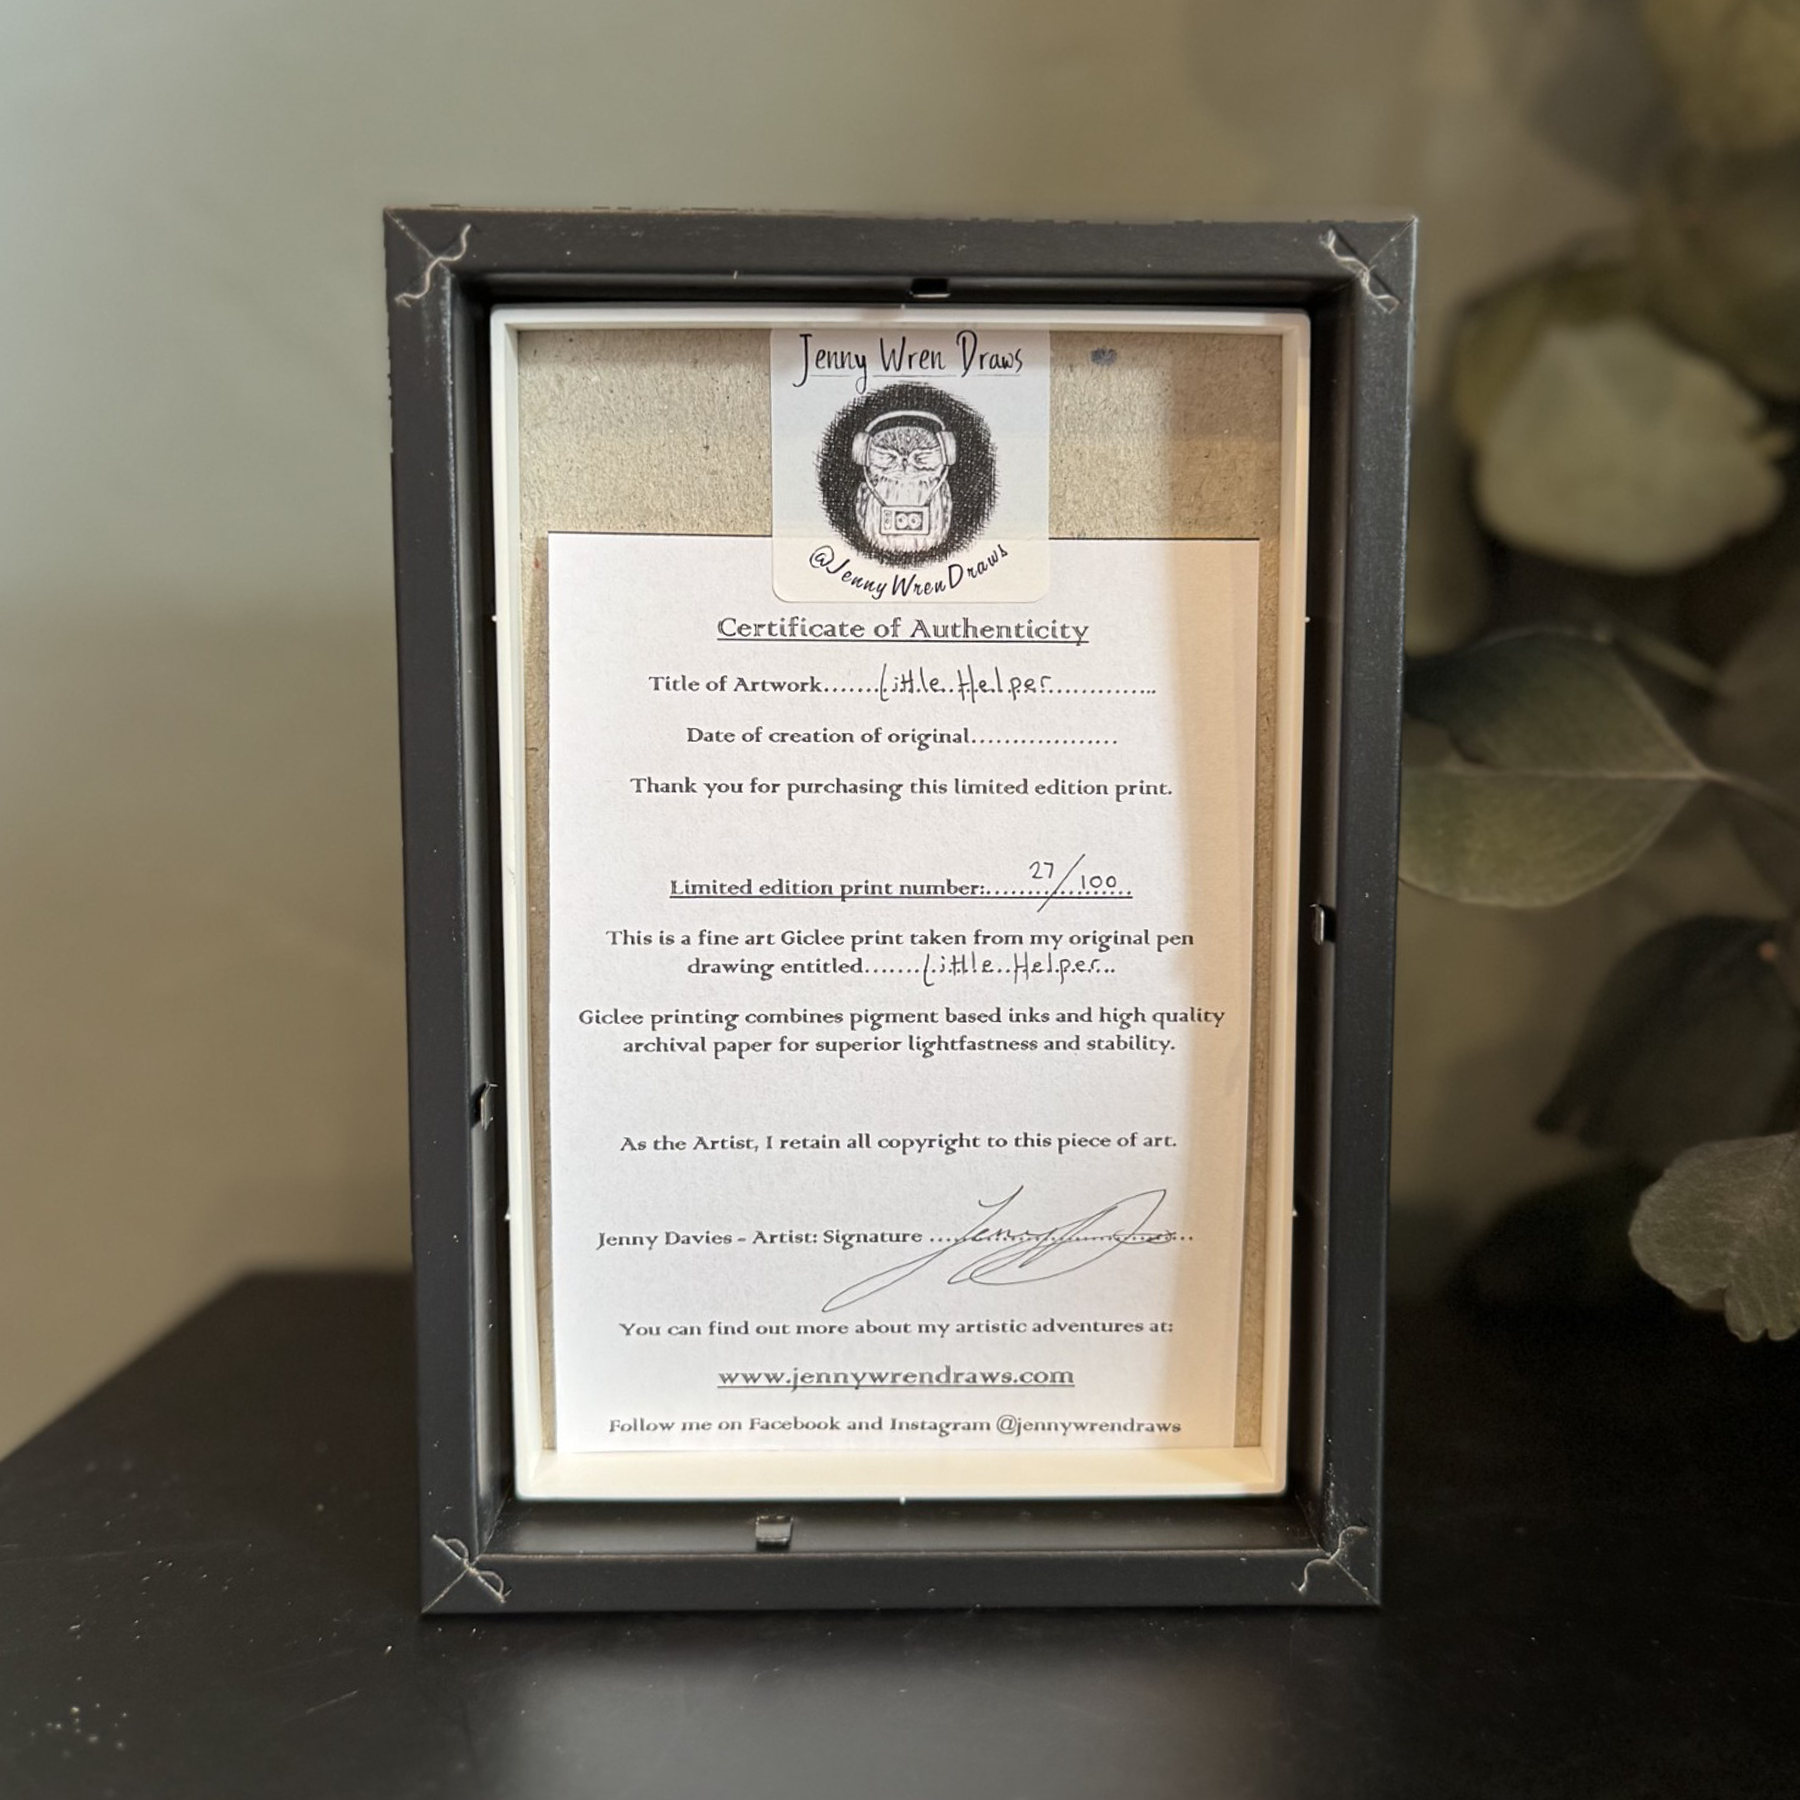 Jenny Wren Draws
@JennyWrenDraws
Certificate of Authenticity
Title of Artwork.......Little Helper.............
Date of creation of original..................
Thank you for purchasing this limited edition print.
Limited edition print number:........27/100..
This is a fine art Giclee print taken from my original pen
drawing entitled.......Little Helper...
Giclee printing combines pigment based inks and high quality
archival paper for superior lightfastness and stability.
As the Artist, I retain all copyright to this piece of art.
Jenny Davies - Artist: Signature ....Jenny Davies...
You can find out more about my artistic adventures at:
www.jennywrendraws.com
Follow me on Facebook and Instagram @jennywrendraws